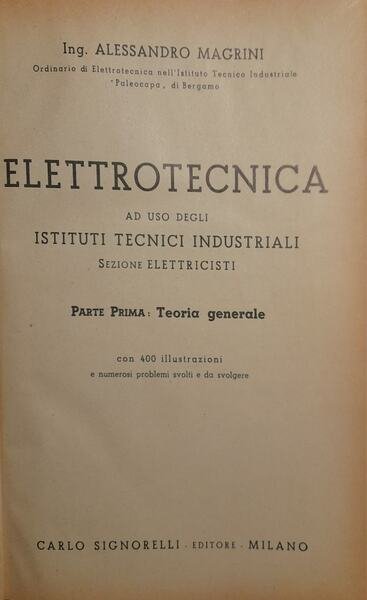 Ing. ALESSANDRO MAGRINI
Ordinario di Elettrotecnica nell'Istituto Tecnico Industriale
"Paleocapa„ di Bergamo
ELETTROTECNICA
AD USO DEGLI
ISTITUTI TECNICI INDUSTRIALI
SEZIONE ELETTRICISTI
PARTE PRIMA: Teoria generale
con 400 illustrazioni
e numerosi problemi svolti e da svolgere
CARLO SIGNORELLI - EDITORE - MILANO